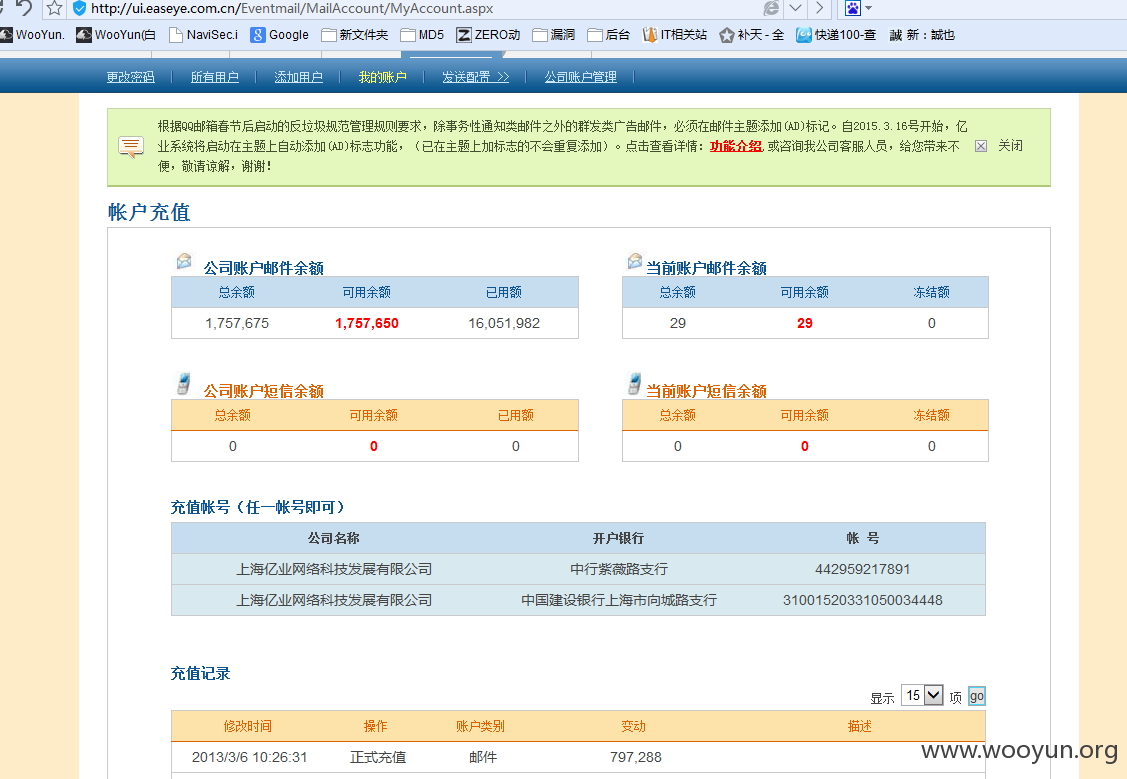 http://ui.easeye.com.cn/Eventmail/MailAccount/MyAccount.aspx
WooYun. WooYun(白 NaviSec.i Google 新文件夹 MD5 ZERO动 漏洞 后台 IT相关站 补天 - 全 快递100-查 新：誠也
更改密码 所有用户 添加用户 我的账户 发送配置 >> 公司账户管理
根据QQ邮箱春节后启动的反垃圾规范管理规则要求，除事务性通知类邮件之外的群发类广告邮件，必须在邮件主题添加(AD)标记。自2015.3.16号开始，亿
业系统将启动在主题上自动添加(AD)标志功能，（已在主题上加标志的不会重复添加）。点击查看详情：功能介绍,或咨询我公司客服人员，给您带来不 关闭
便，敬请谅解，谢谢！
帐户充值
公司账户邮件余额 当前账户邮件余额
总余额 可用余额 已用额 总余额 可用余额 冻结额
1,757,675 1,757,650 16,051,982 29 29 0
公司账户短信余额 当前账户短信余额
总余额 可用余额 已用额 总余额 可用余额 冻结额
0 0 0 0 0 0
充值帐号（任一帐号即可）
公司名称 开户银行 帐 号
上海亿业网络科技发展有限公司 中行紫薇路支行 442959217891
上海亿业网络科技发展有限公司 中国建设银行上海市向城路支行 31001520331050034448
充值记录
显示 15 项 go
修改时间 操作 账户类别 变动 描述
2013/3/6 10:26:31 正式充值 邮件 797,288
www.wooyun.org